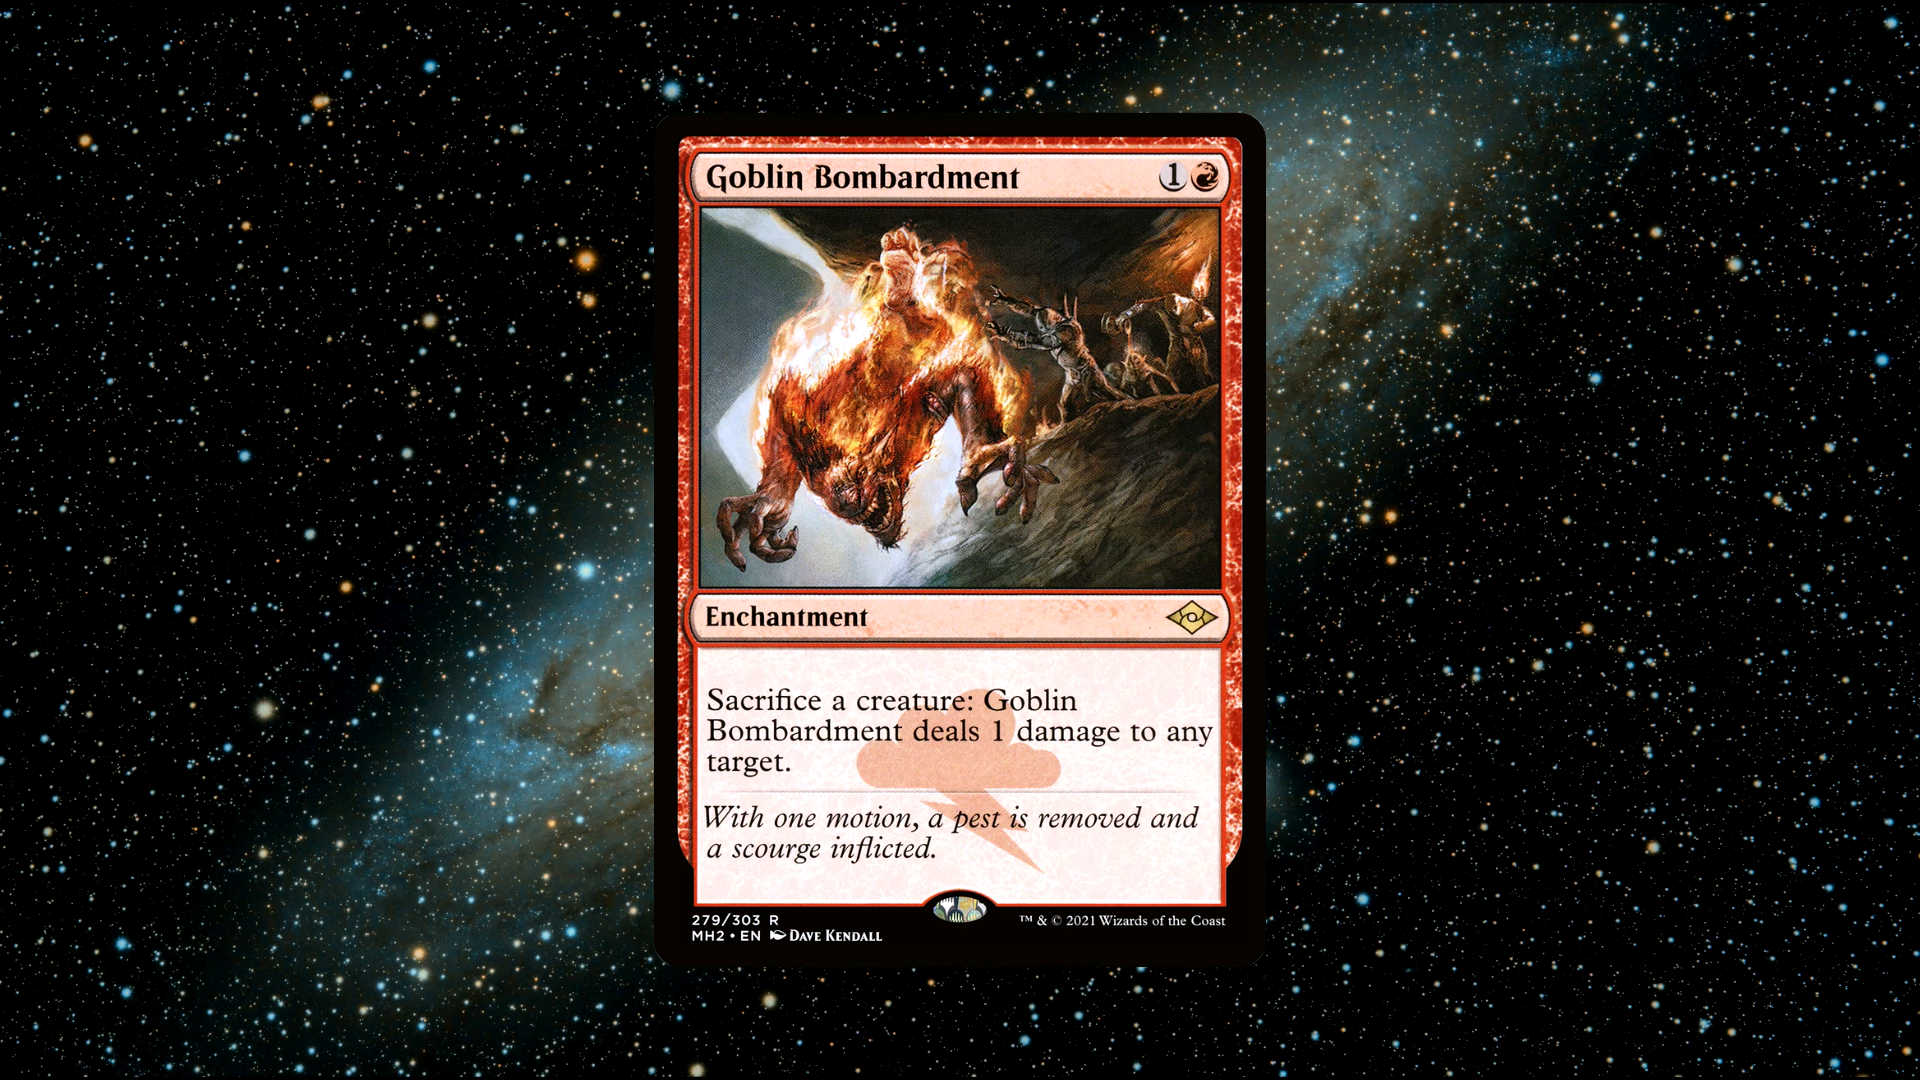 Goblin Bombardment 1
Enchantment
Sacrifice a creature: Goblin
Bombardment deals 1 damage to any
target.
With one motion, a pest is removed and
a scourge inflicted.
279/303 R
MH2 • EN Dave Kendall
™ & © 2021 Wizards of the Coast